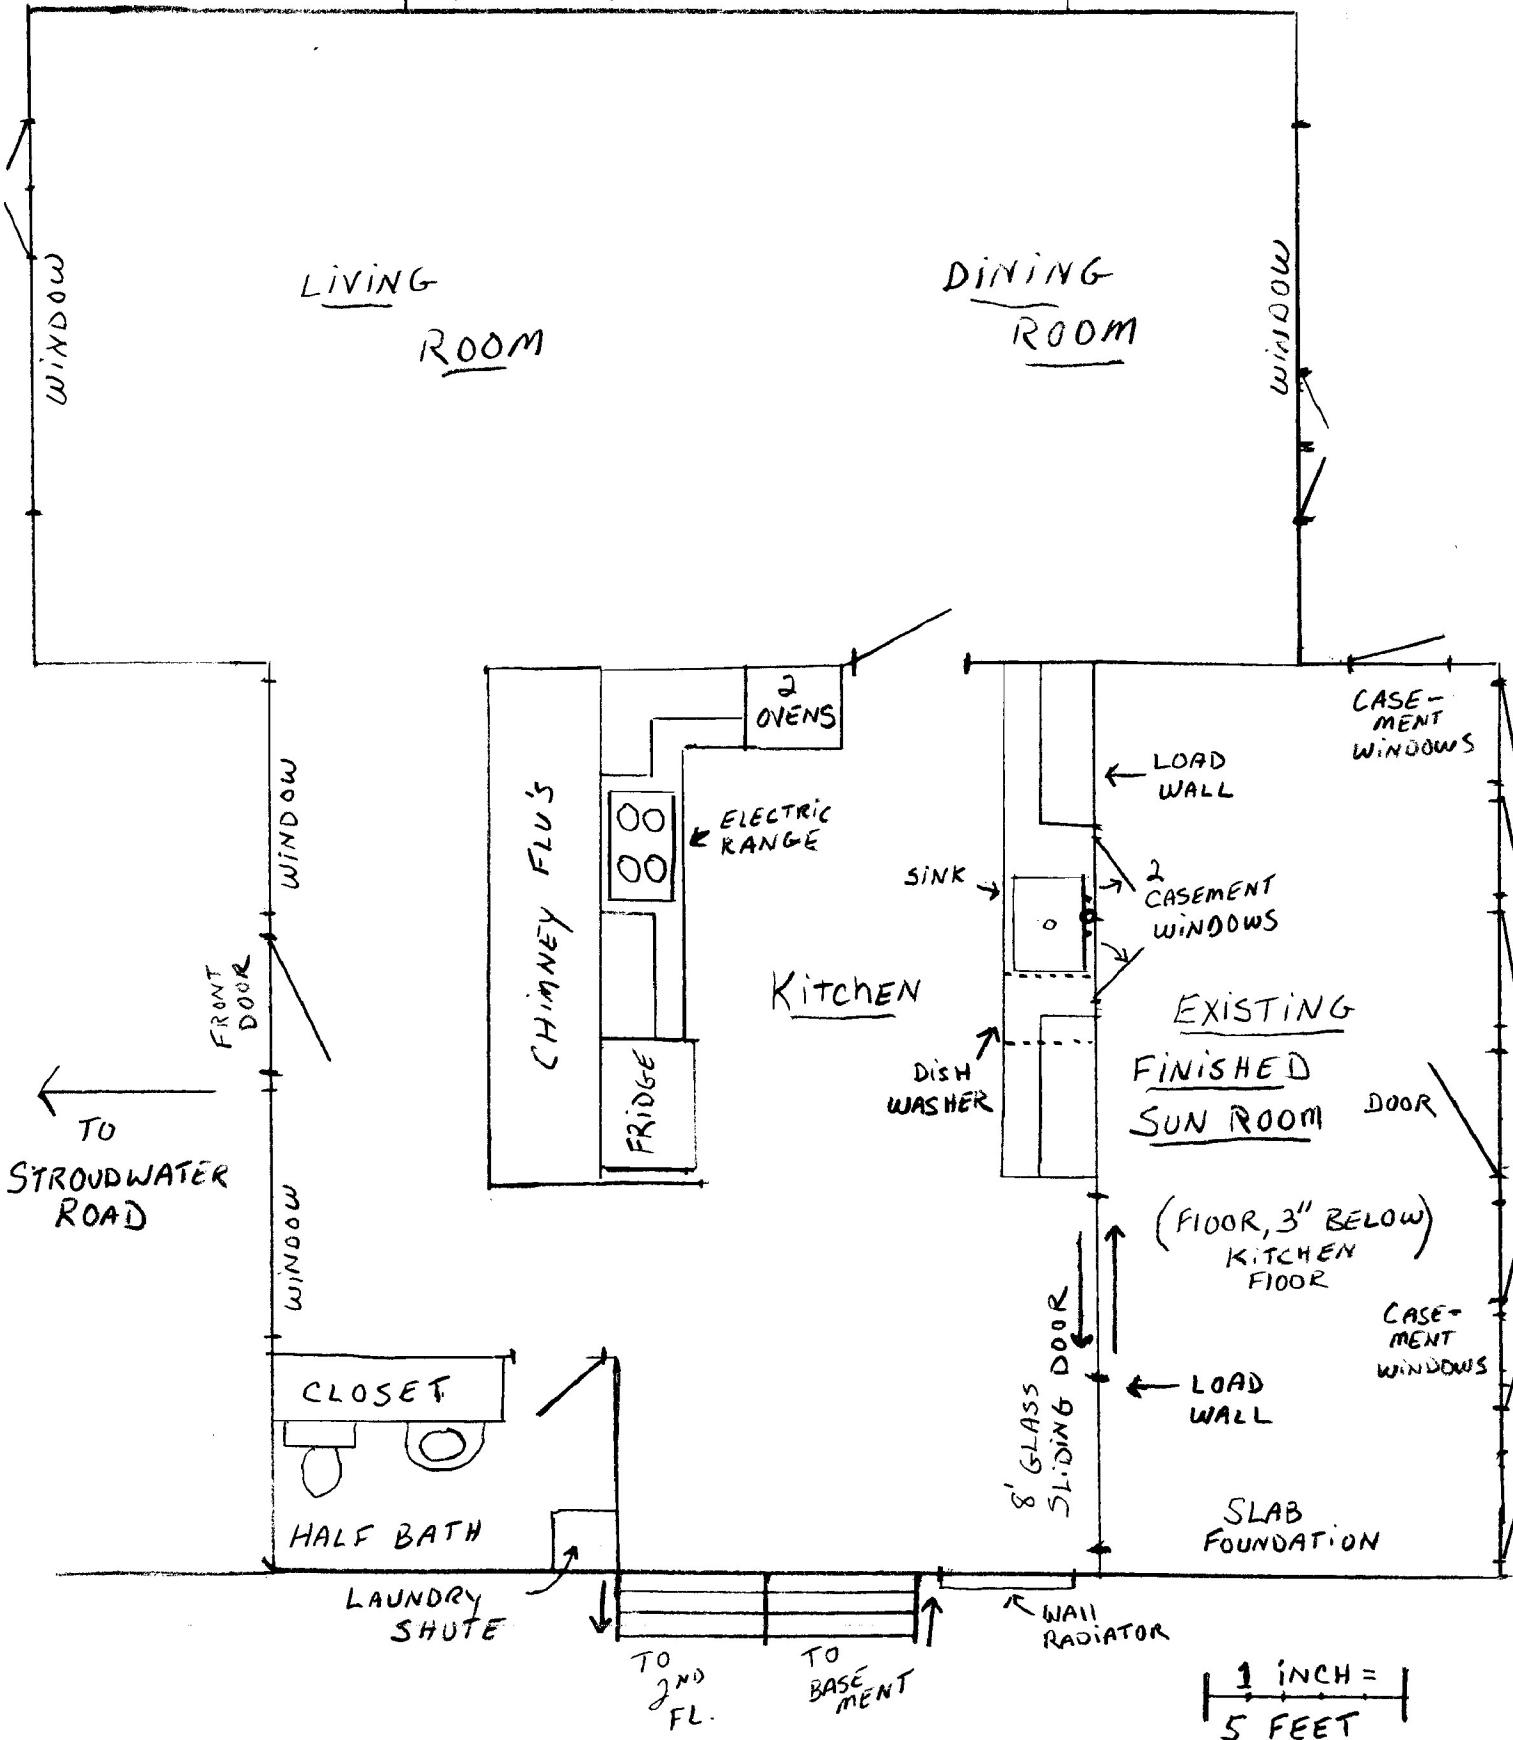 LIVING
ROOM
DINING
ROOM
WINDOW
WINDOW
2
OVENS
CASE-
MENT
WINDOWS
LOAD
WALL
WINDOW
CHIMNEY FLU'S
ELECTRIC
RANGE
SINK
2
CASEMENT
WINDOWS
FRONT
DOOR
KITCHEN
EXISTING
FINISHED
SUN ROOM
DISH
WASHER
FRIDGE
DOOR
TO
STROUDWATER
ROAD
WINDOW
(FLOOR, 3" BELOW)
KITCHEN
FLOOR
8' GLASS
SLIDING DOOR
CASE-
MENT
WINDOWS
LOAD
WALL
CLOSET
HALF BATH
SLAB
FOUNDATION
LAUNDRY
SHUTE
WALL
RADIATOR
TO
2ND
FL.
TO
BASE
MENT
1 INCH =
5 FEET